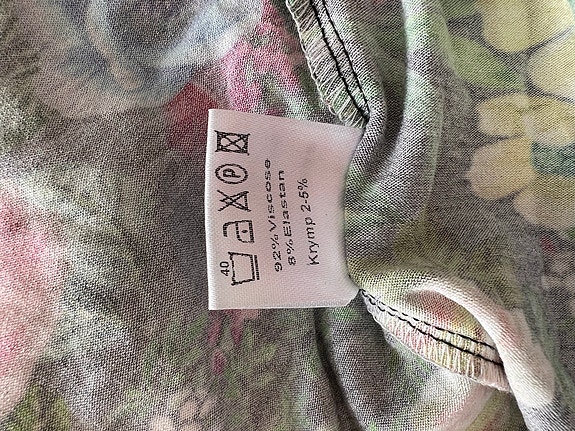 40
P
92% Viscose
8% Elastan
Krymp 2-5%